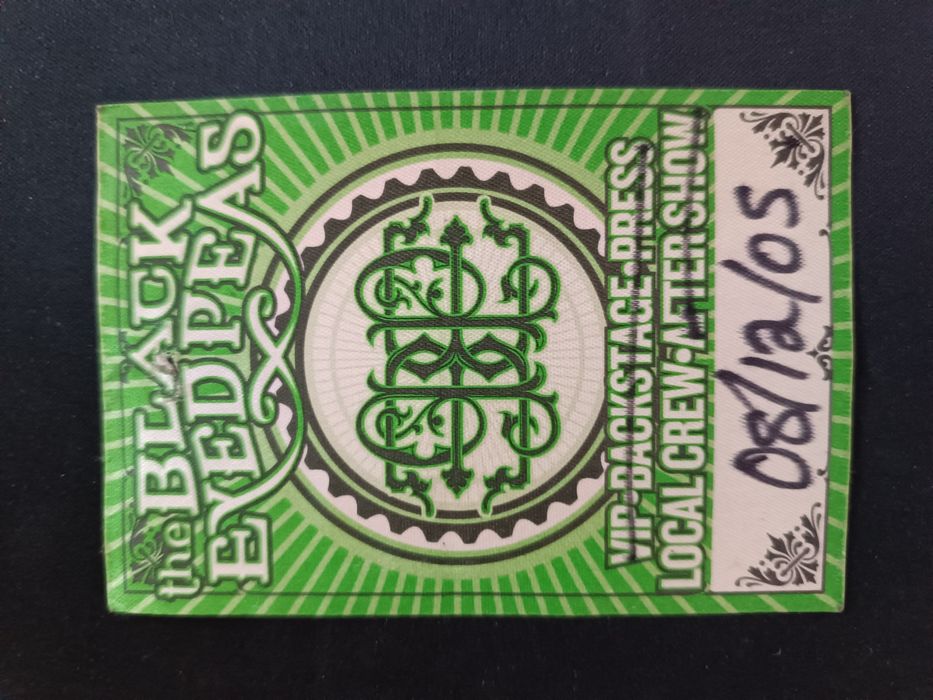 the BLACK
EYED PEAS
VIP•BACKSTAGE•PRESS
LOCAL CREW•AFTER SHOW
08/12/05